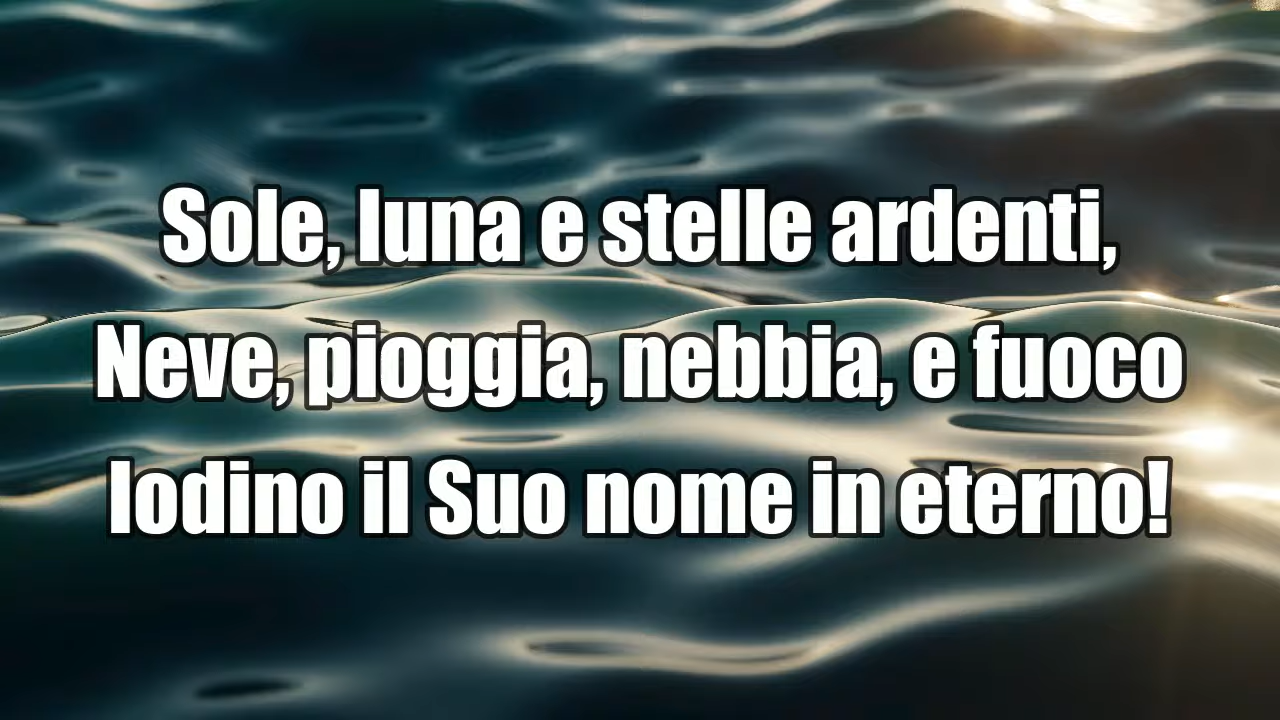 Sole, luna e stelle ardenti,
Neve, pioggia, nebbia, e fuoco
lodino il Suo nome in eterno!